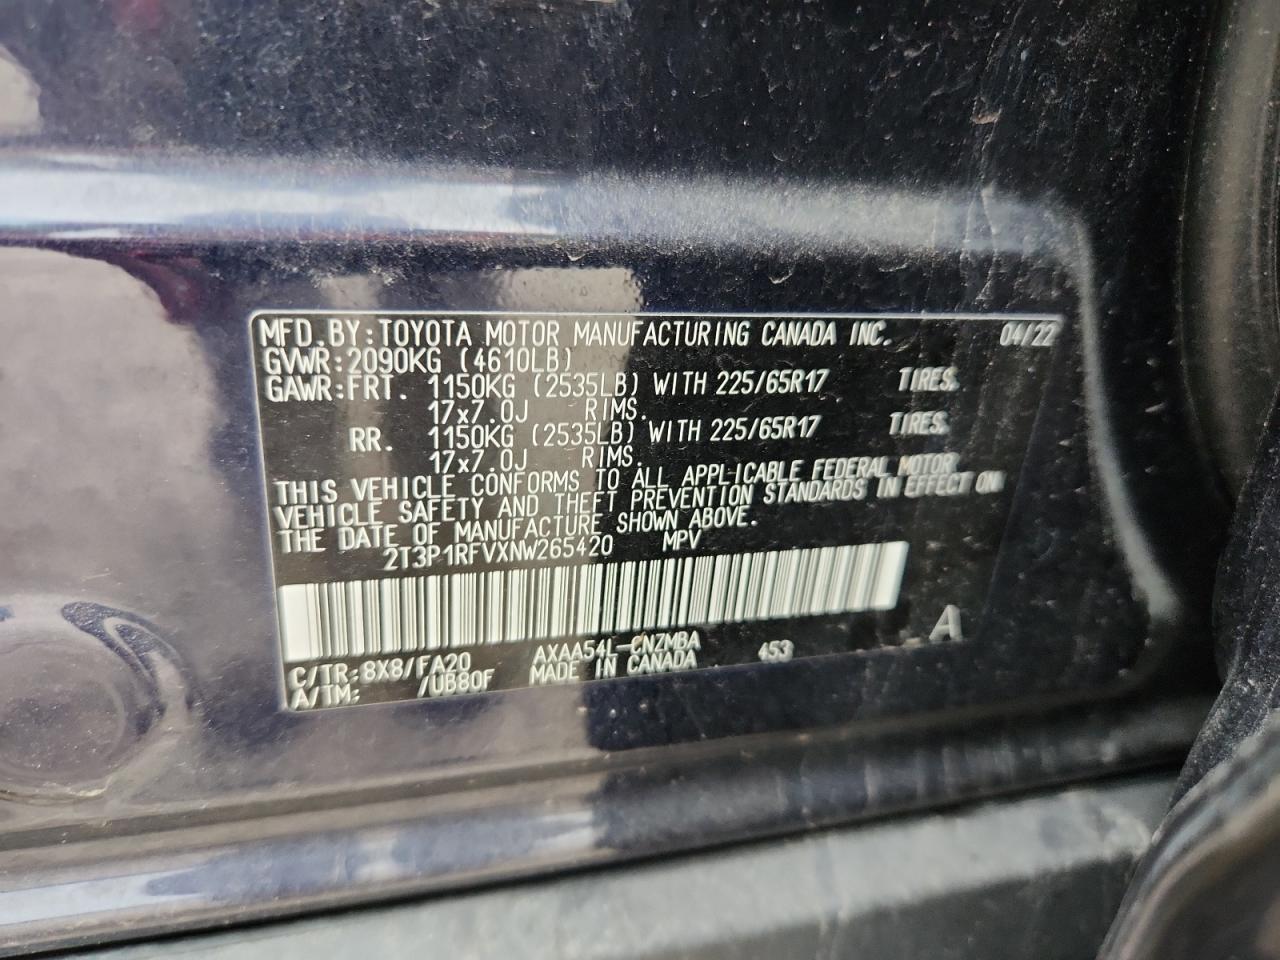 MFD.BY:TOYOTA MOTOR MANUFACTURING CANADA INC. 04/22
GVWR:2090KG (4610LB)
GAWR:FRT. 1150KG (2535LB) WITH 225/65R17 TIRES.
17x7.0J RIMS.
RR. 1150KG (2535LB) WITH 225/65R17 TIRES.
17x7.0J RIMS.
THIS VEHICLE CONFORMS TO ALL APPLICABLE FEDERAL MOTOR
VEHICLE SAFETY AND THEFT PREVENTION STANDARDS IN EFFECT ON
THE DATE OF MANUFACTURE SHOWN ABOVE.
2T3P1RFVXNW265420 MPV
C/TR:8X8/FA20 AXAA54L-CNZMBA 453 A
A/TM: /UB80F MADE IN CANADA